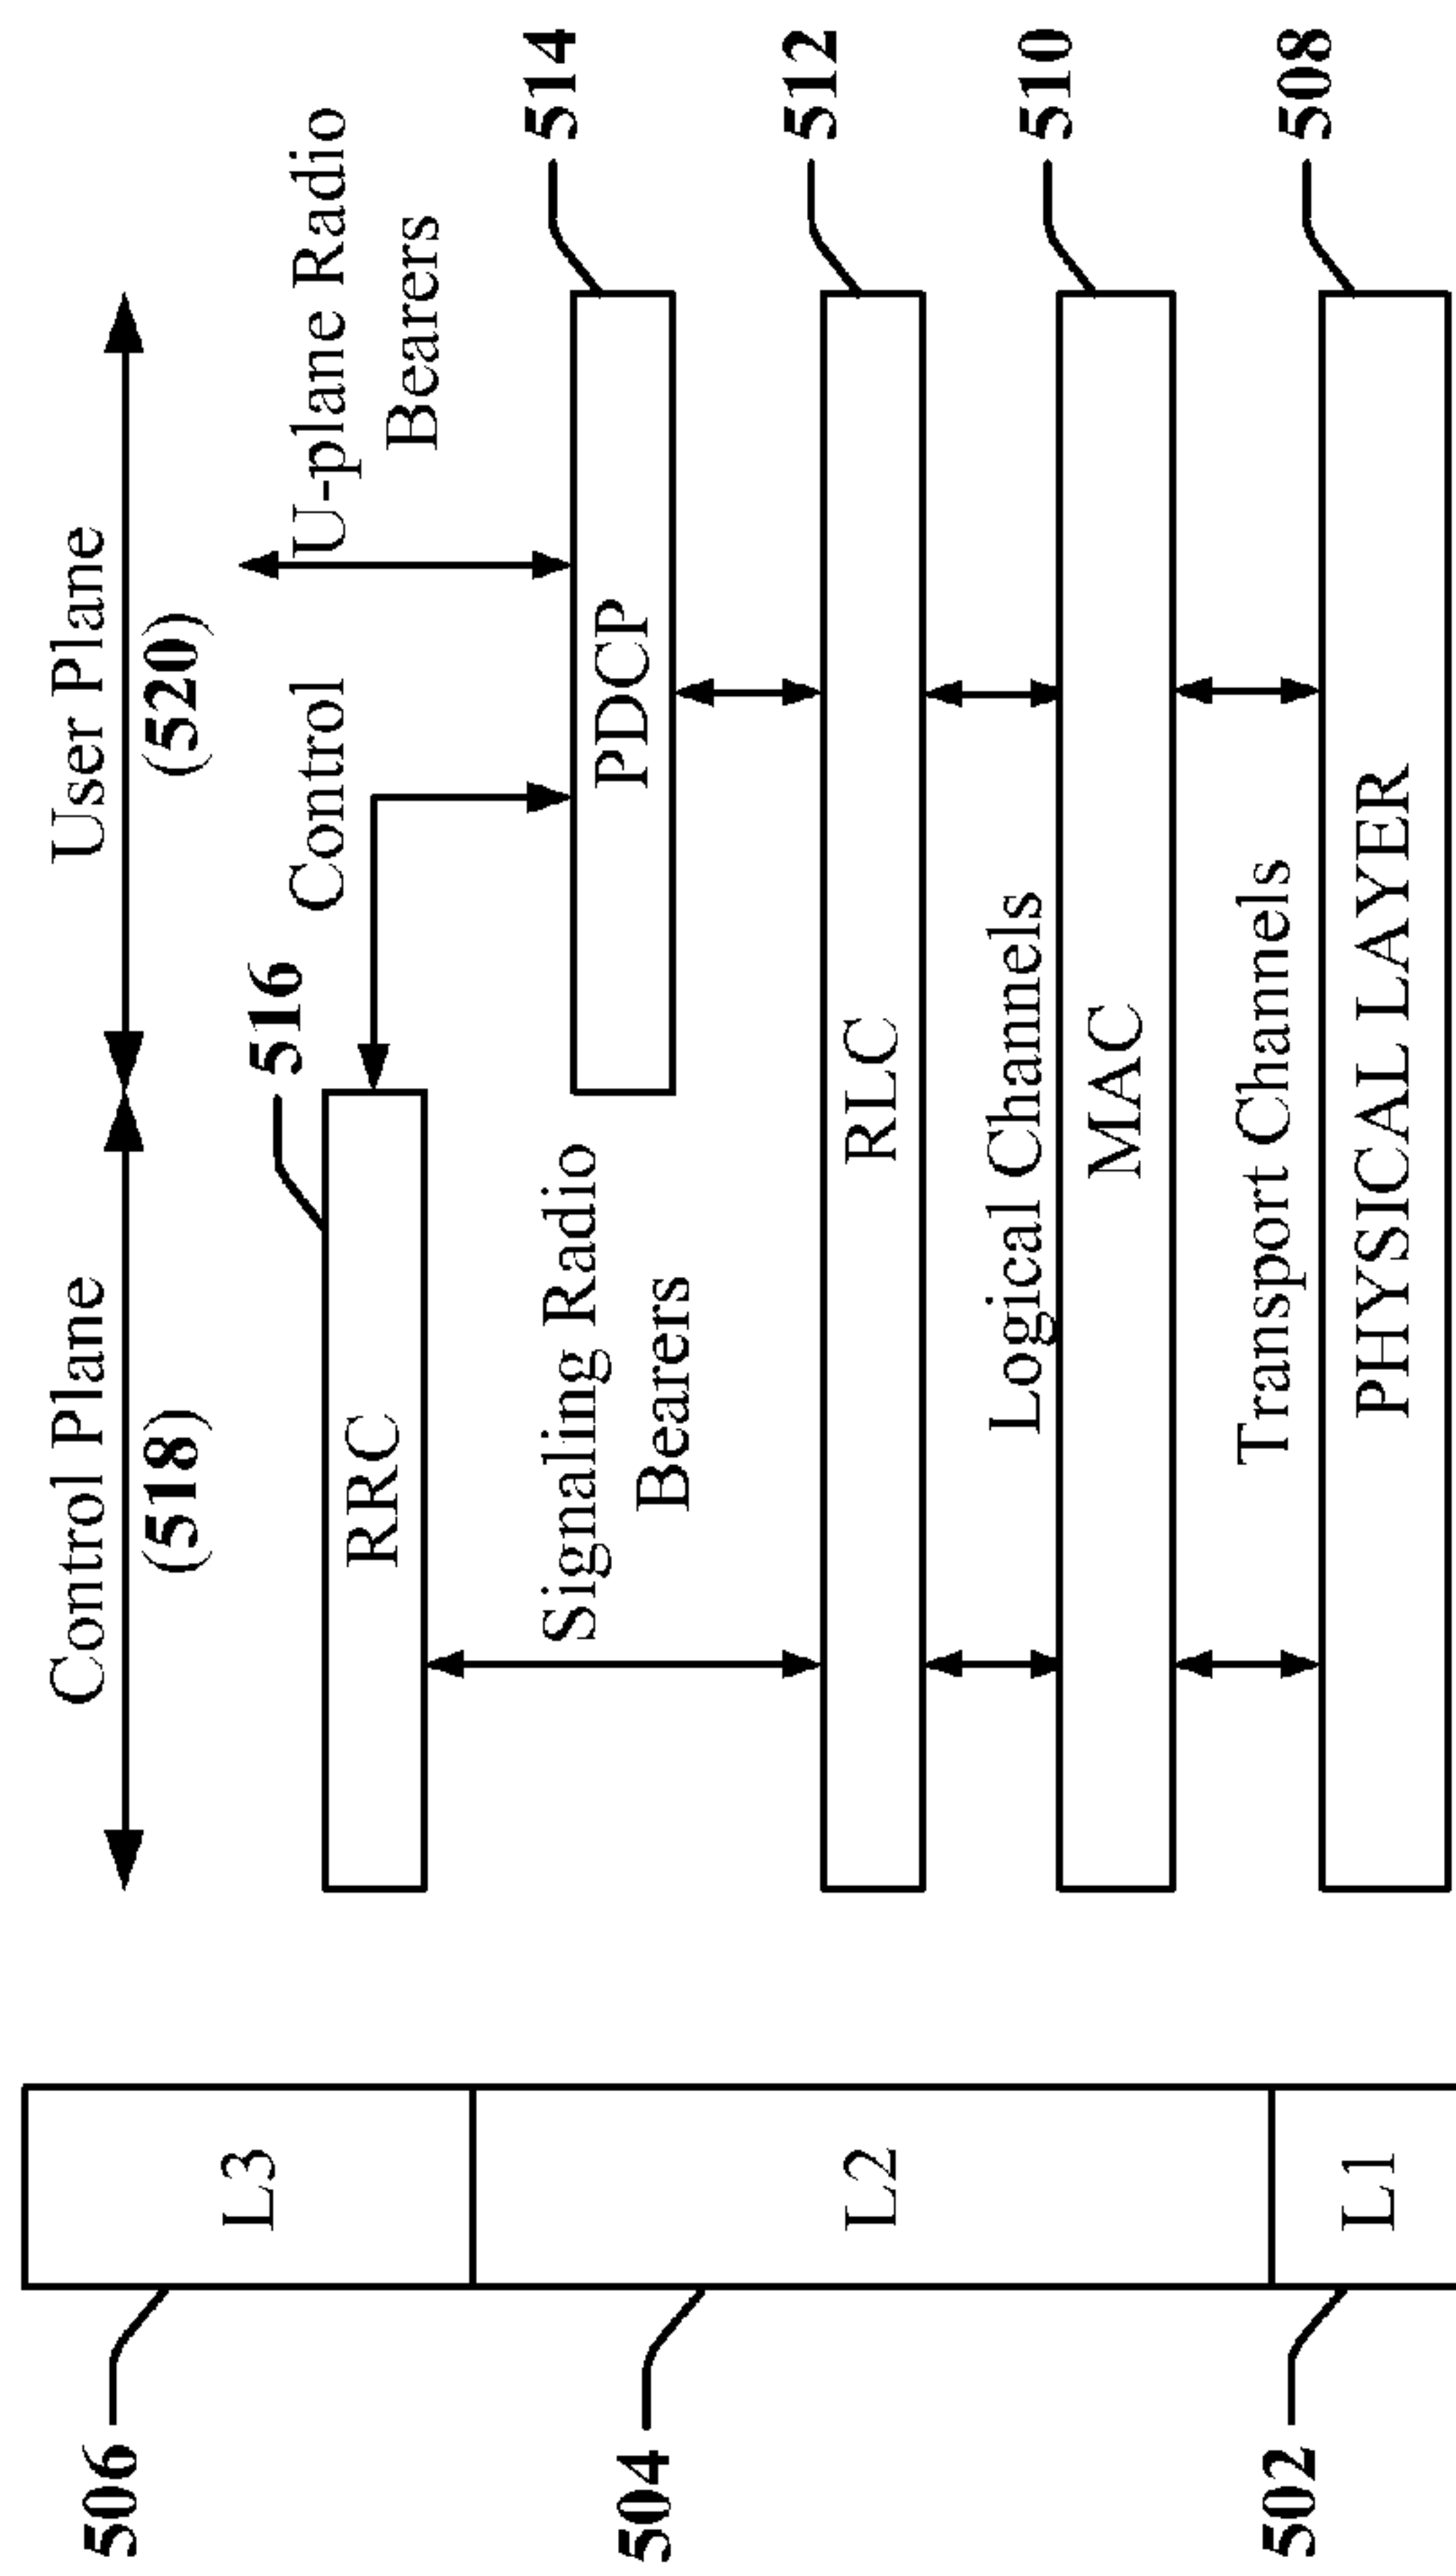 Control Plane
(518)
User Plane
(520)
506
L3
516
RRC
Control
U-plane Radio
Bearers
514
PDCP
Signaling Radio
Bearers
504
L2
512
RLC
Logical Channels
510
MAC
Transport Channels
508
502
L1
PHYSICAL LAYER